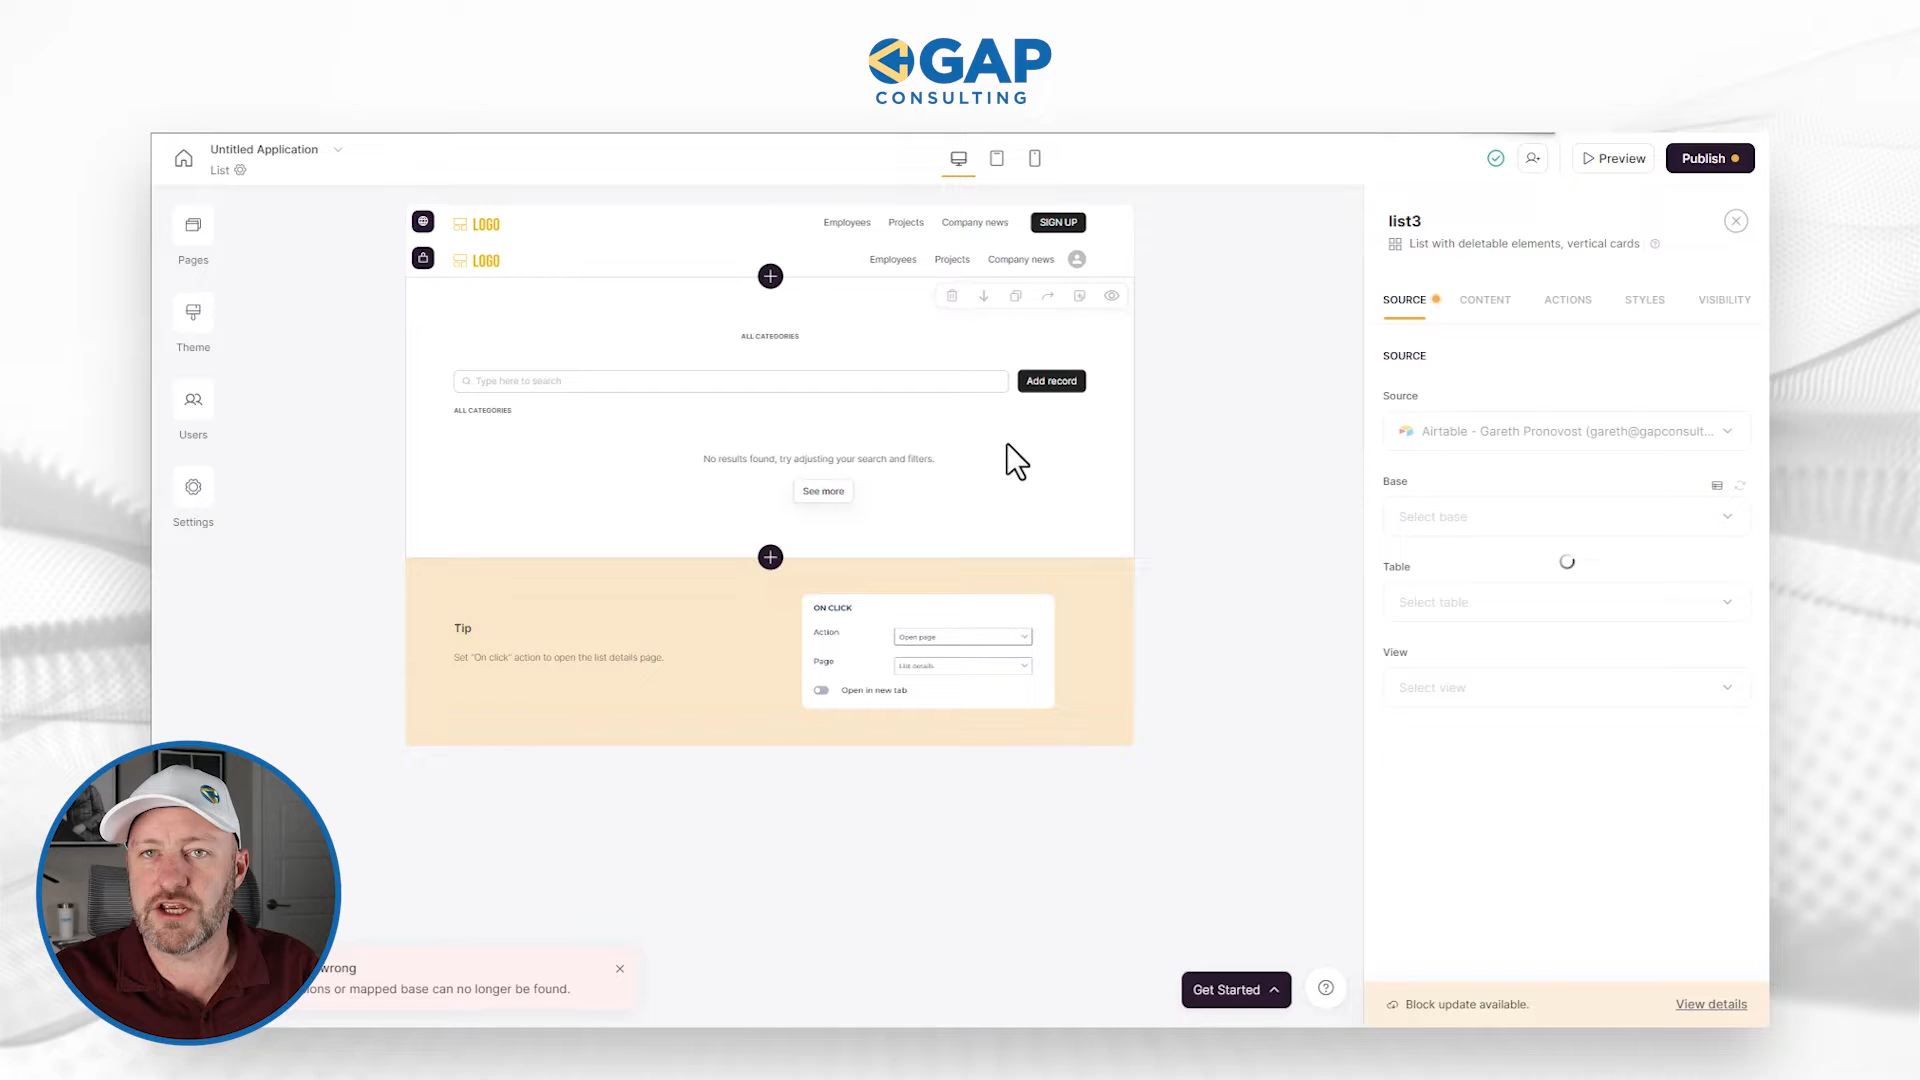 GAP
CONSULTING
Untitled Application
List
Preview
Publish
Pages
Theme
Users
Settings
LOGO
Employees
Projects
Company news
SIGN UP
LOGO
Employees
Projects
Company news
ALL CATEGORIES
Type here to search
Add record
ALL CATEGORIES
No results found, try adjusting your search and filters.
See more
Tip
Set "On click" action to open the list details page.
ON CLICK
Action
Open page
Page
List details
Open in new tab
wrong
ons or mapped base can no longer be found.
Get Started
list3
List with deletable elements, vertical cards
SOURCE
CONTENT
ACTIONS
STYLES
VISIBILITY
SOURCE
Source
Airtable - Gareth Pronovost (gareth@gapconsult...
Base
Select base
Table
Select table
View
Select view
Block update available.
View details